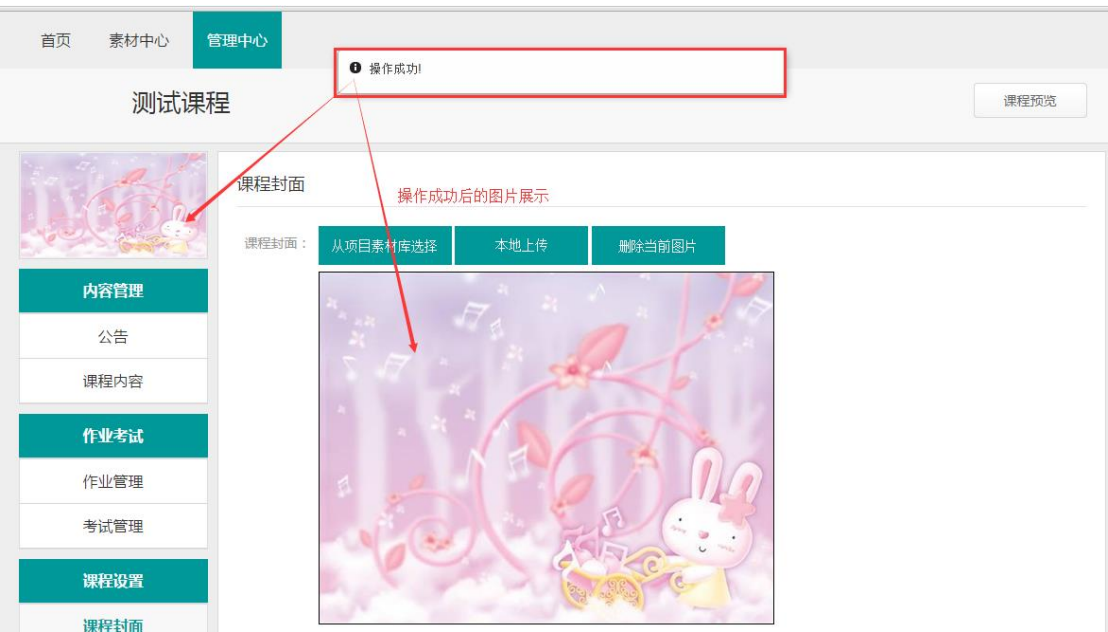 首页 素材中心 管理中心
操作成功!
测试课程
课程预览
课程封面
操作成功后的图片展示
课程封面： 从项目素材库选择 本地上传 删除当前图片
内容管理
公告
课程内容
作业考试
作业管理
考试管理
课程设置
课程封面